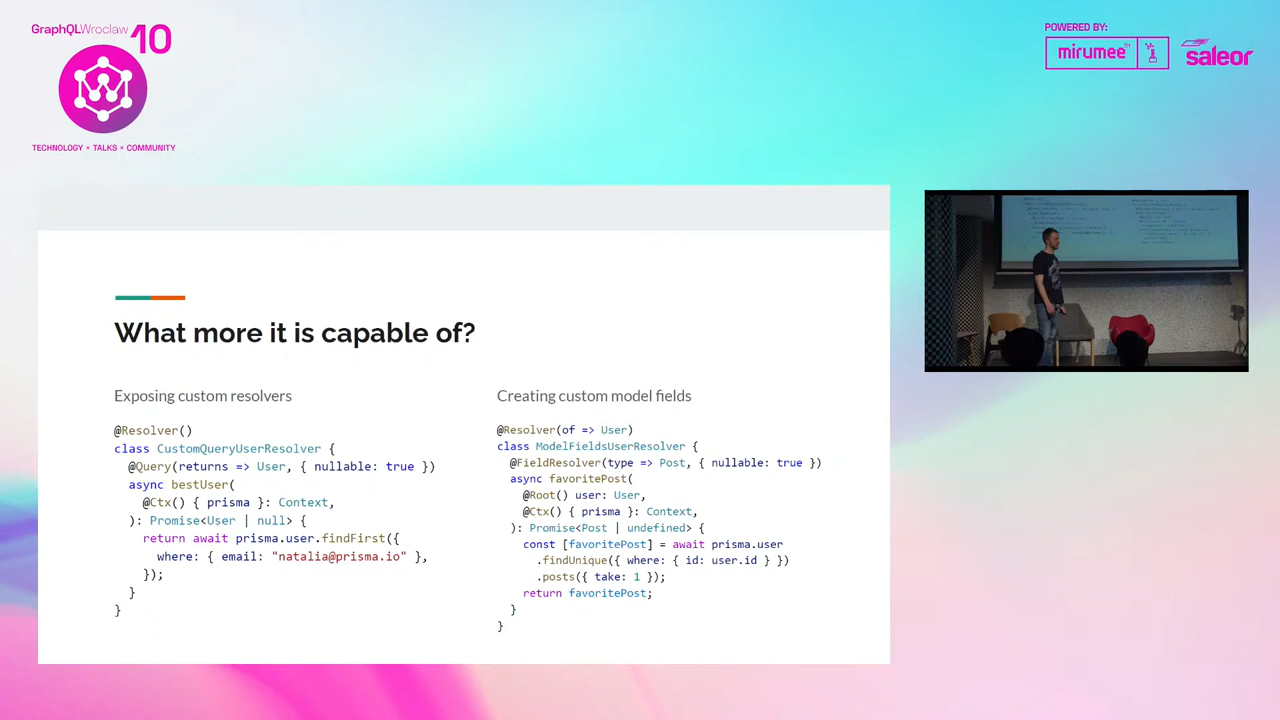 GraphQLWroclaw 10
TECHNOLOGY × TALKS × COMMUNITY
POWERED BY:
mirumee
saleor
What more it is capable of?
Exposing custom resolvers
@Resolver()
class CustomQueryUserResolver {
@Query(returns => User, { nullable: true })
async bestUser(
@Ctx() { prisma }: Context,
): Promise<User | null> {
return await prisma.user.findFirst({
where: { email: "natalia@prisma.io" },
});
}
}
Creating custom model fields
@Resolver(of => User)
class ModelFieldsUserResolver {
@FieldResolver(type => Post, { nullable: true })
async favoritePost(
@Root() user: User,
@Ctx() { prisma }: Context,
): Promise<Post | undefined> {
const [favoritePost] = await prisma.user
.findUnique({ where: { id: user.id } })
.posts({ take: 1 });
return favoritePost;
}
}